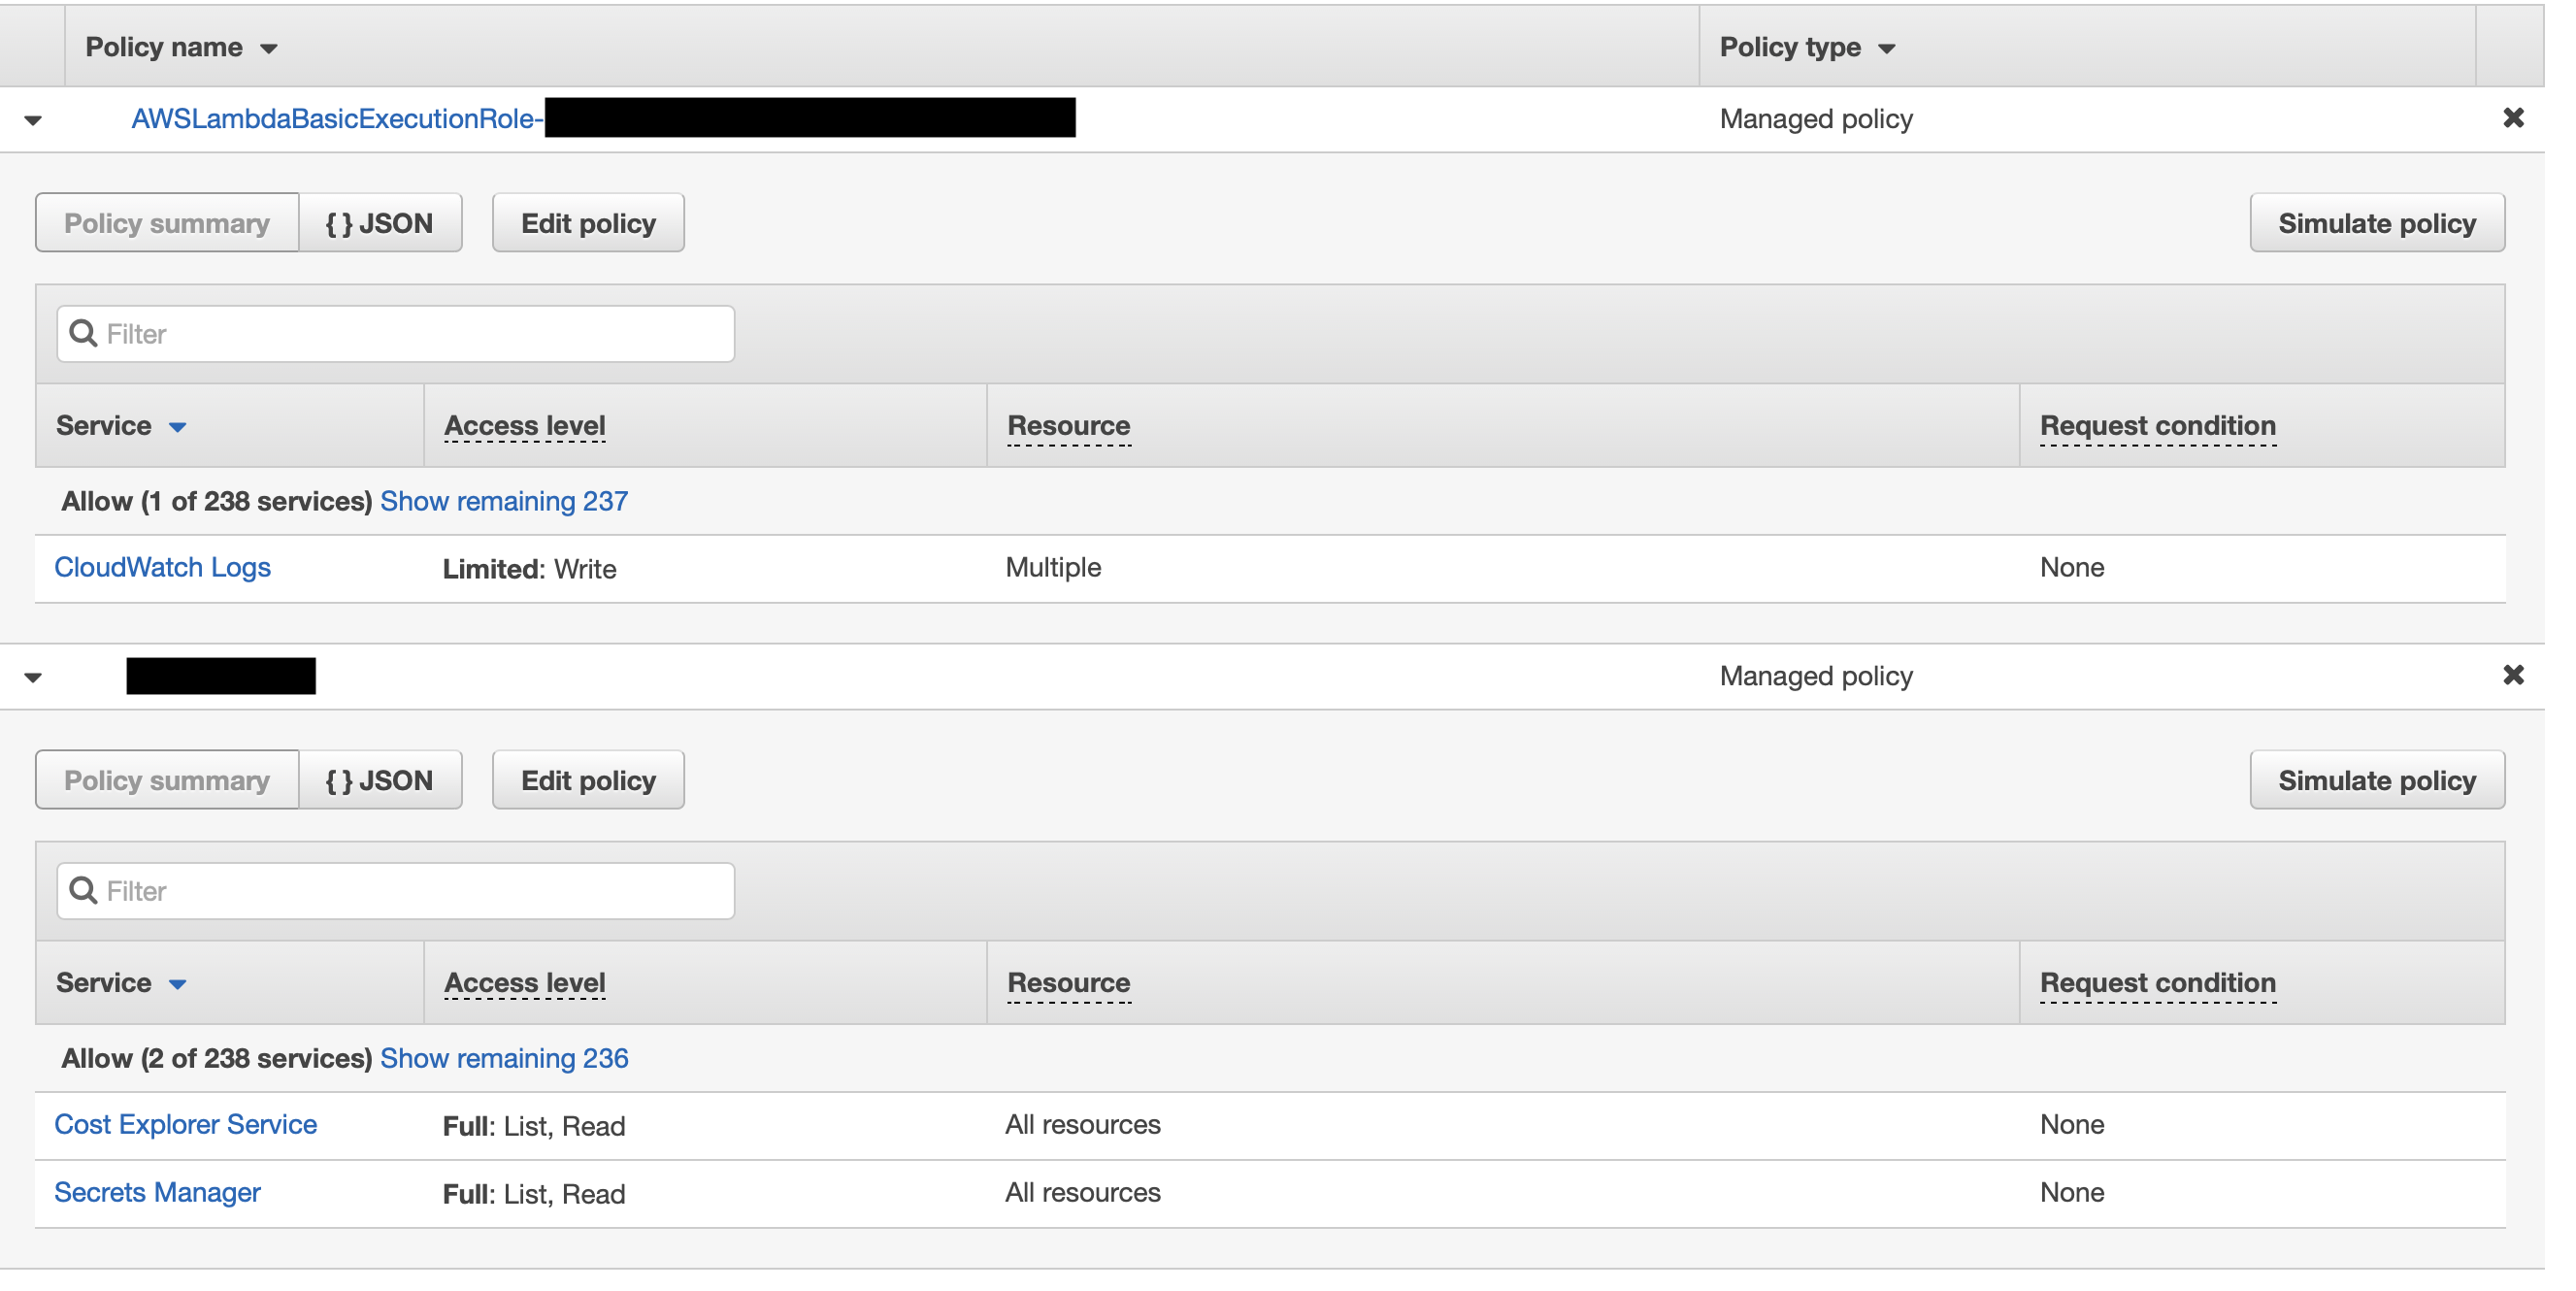 Policy name Policy type
AWSLambdaBasicExecutionRole- Managed policy
Policy summary { } JSON Edit policy Simulate policy
Filter
Service Access level Resource Request condition
Allow (1 of 238 services) Show remaining 237
CloudWatch Logs Limited: Write Multiple None
Managed policy
Policy summary { } JSON Edit policy Simulate policy
Filter
Service Access level Resource Request condition
Allow (2 of 238 services) Show remaining 236
Cost Explorer Service Full: List, Read All resources None
Secrets Manager Full: List, Read All resources None